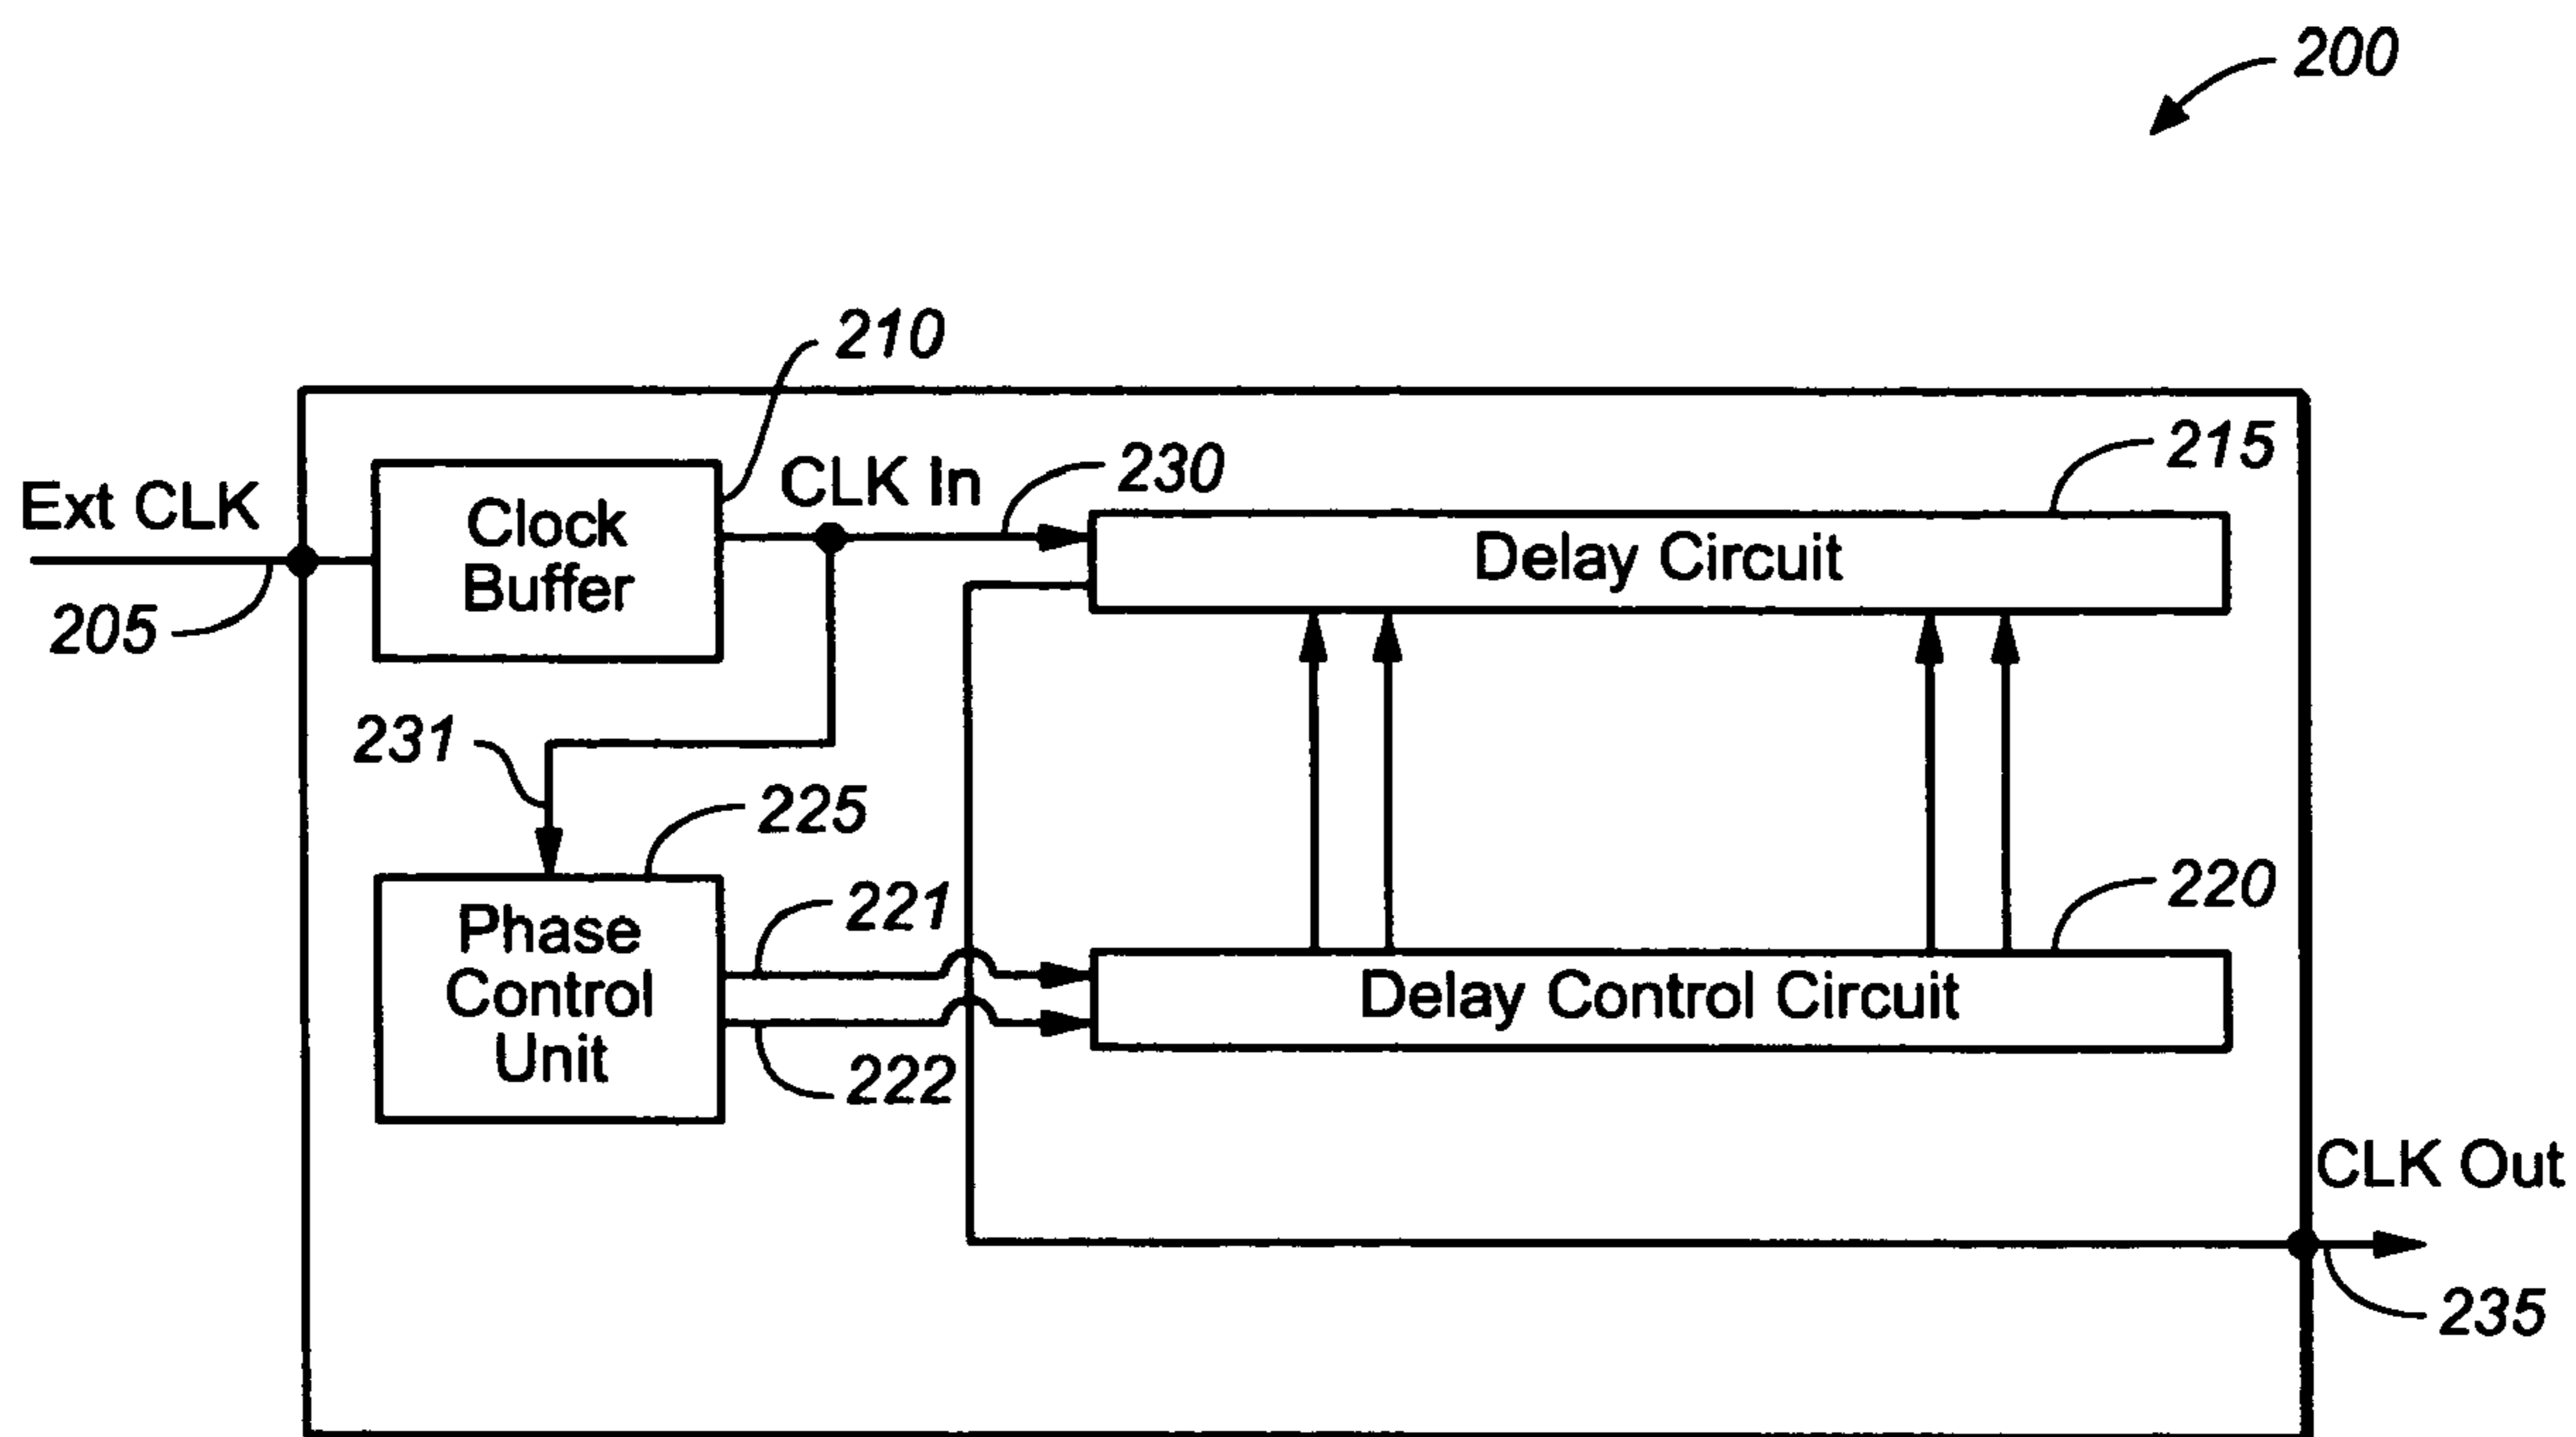 200
210
CLK In
230
215
Ext CLK
Clock
Buffer
Delay Circuit
205
231
225
Phase
Control
Unit
221
222
220
Delay Control Circuit
CLK Out
235